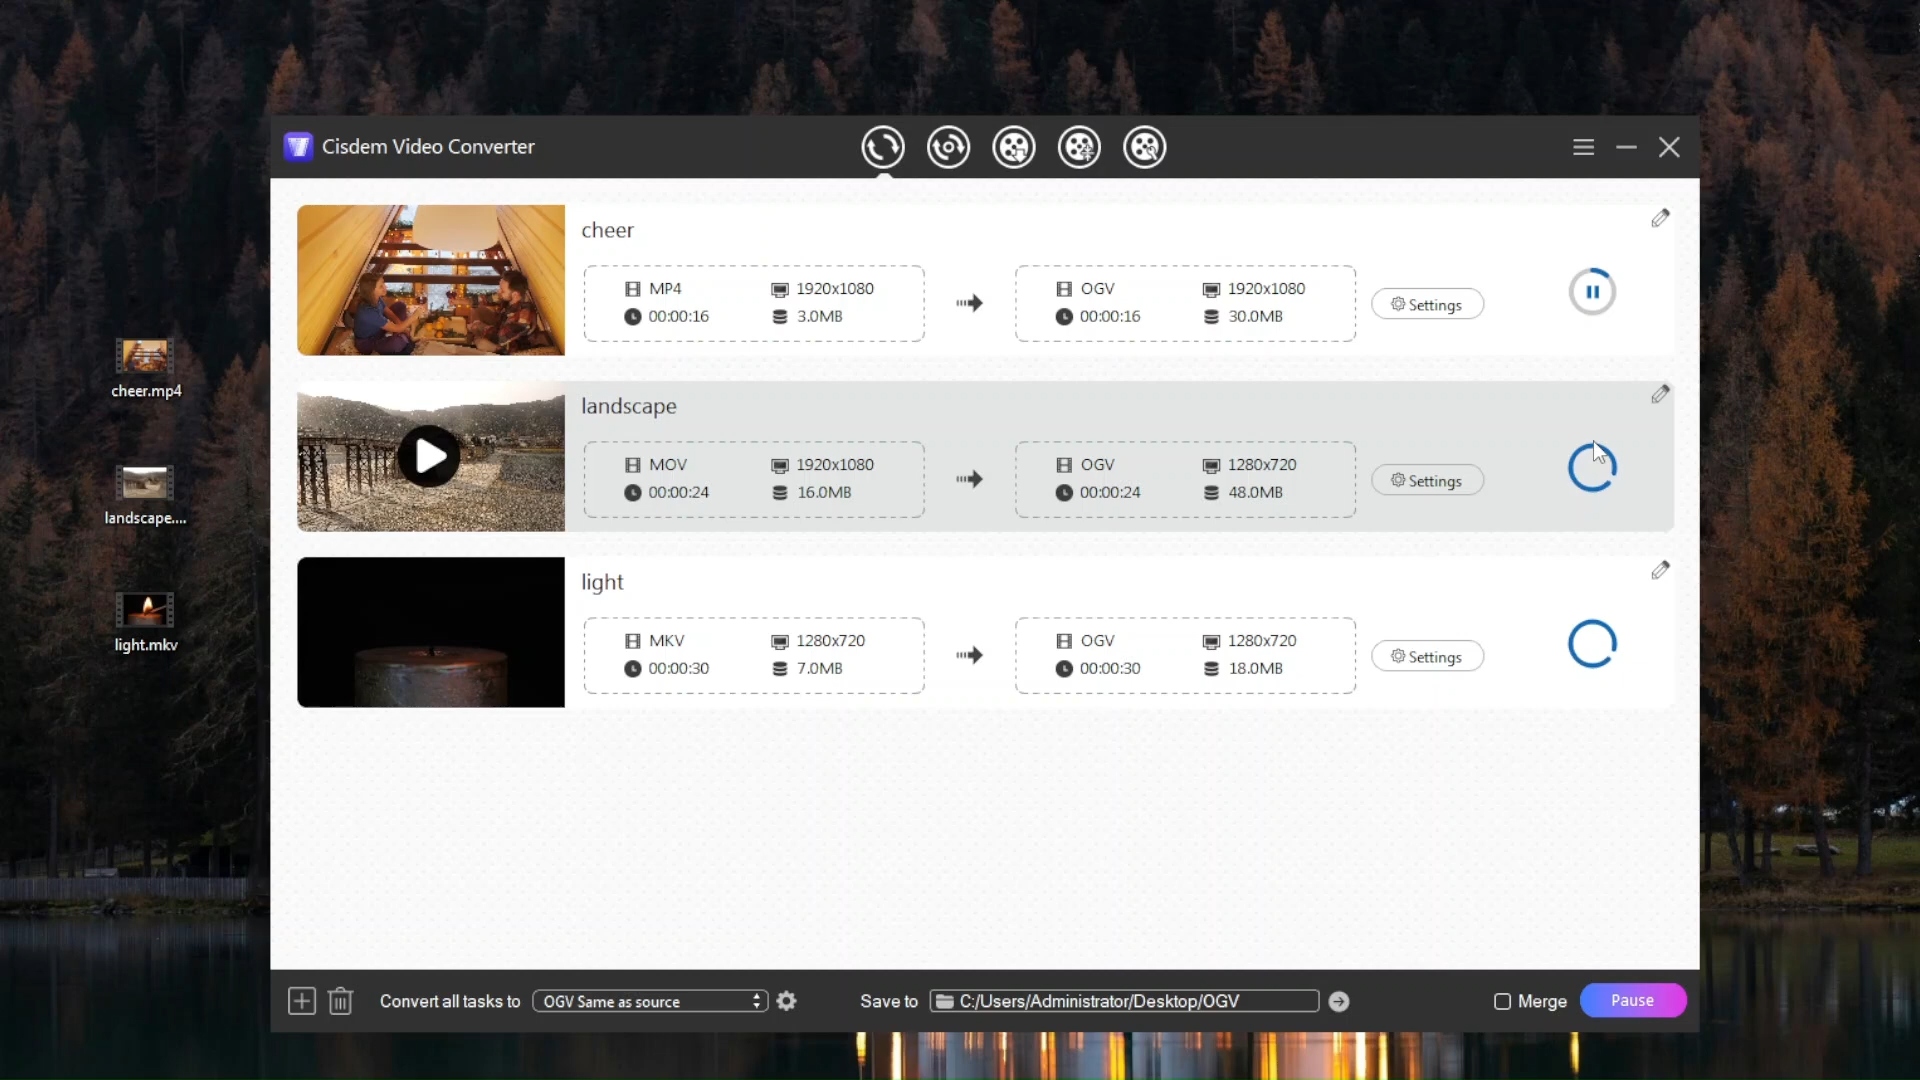 Cisdem Video Converter
cheer
MP4 1920x1080
00:00:16 3.0MB
OGV 1920x1080
00:00:16 30.0MB
Settings
cheer.mp4
landscape
MOV 1920x1080
00:00:24 16.0MB
OGV 1280x720
00:00:24 48.0MB
Settings
landscape....
light
MKV 1280x720
00:00:30 7.0MB
OGV 1280x720
00:00:30 18.0MB
Settings
light.mkv
Convert all tasks to OGV Same as source Save to C:/Users/Administrator/Desktop/OGV Merge Pause